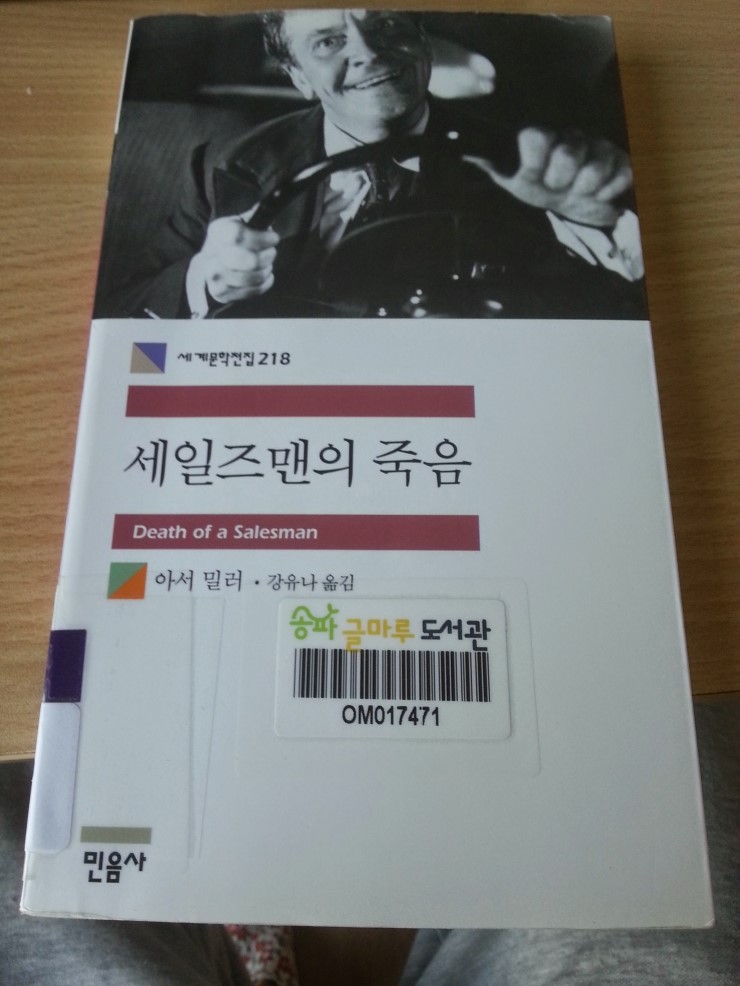 세계문학전집 218
세일즈맨의 죽음
Death of a Salesman
아서 밀러 · 강유나 옮김
송파 글마루 도서관
OM017471
민음사